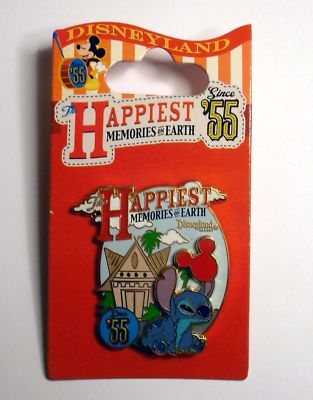 DISNEYLAND
'55
The
HAPPIEST
MEMORIES ON EARTH
Since
'55
The
HAPPIEST
MEMORIES ON EARTH
Disneyland
Since
'55